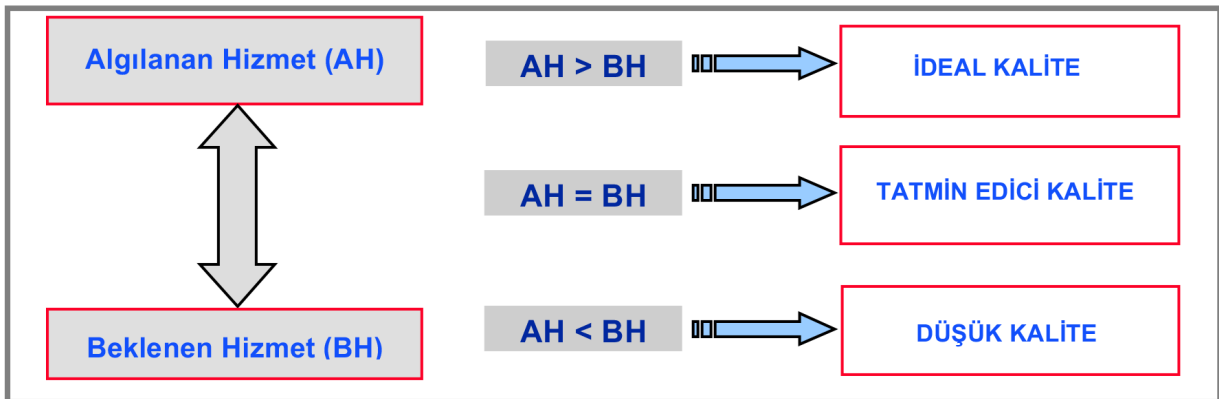 Algılanan Hizmet (AH)
AH > BH
İDEAL KALİTE
AH = BH
TATMİN EDİCİ KALİTE
Beklenen Hizmet (BH)
AH < BH
DÜŞÜK KALİTE